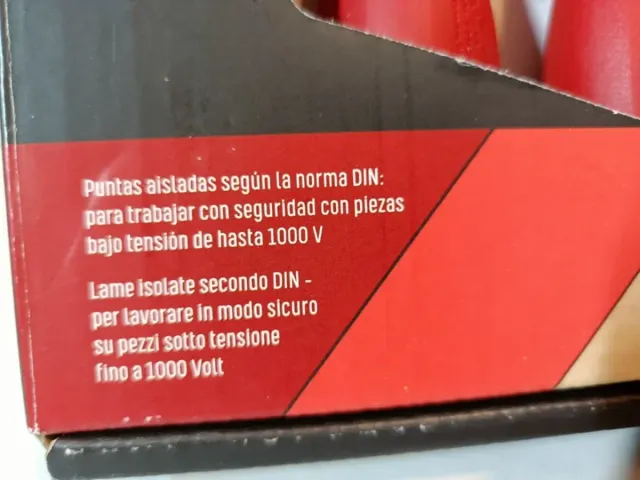 Puntas aisladas según la norma DIN:
para trabajar con seguridad con piezas
bajo tensión de hasta 1000 V
Lame isolate secondo DIN -
per lavorare in modo sicuro
su pezzi sotto tensione
fino a 1000 Volt